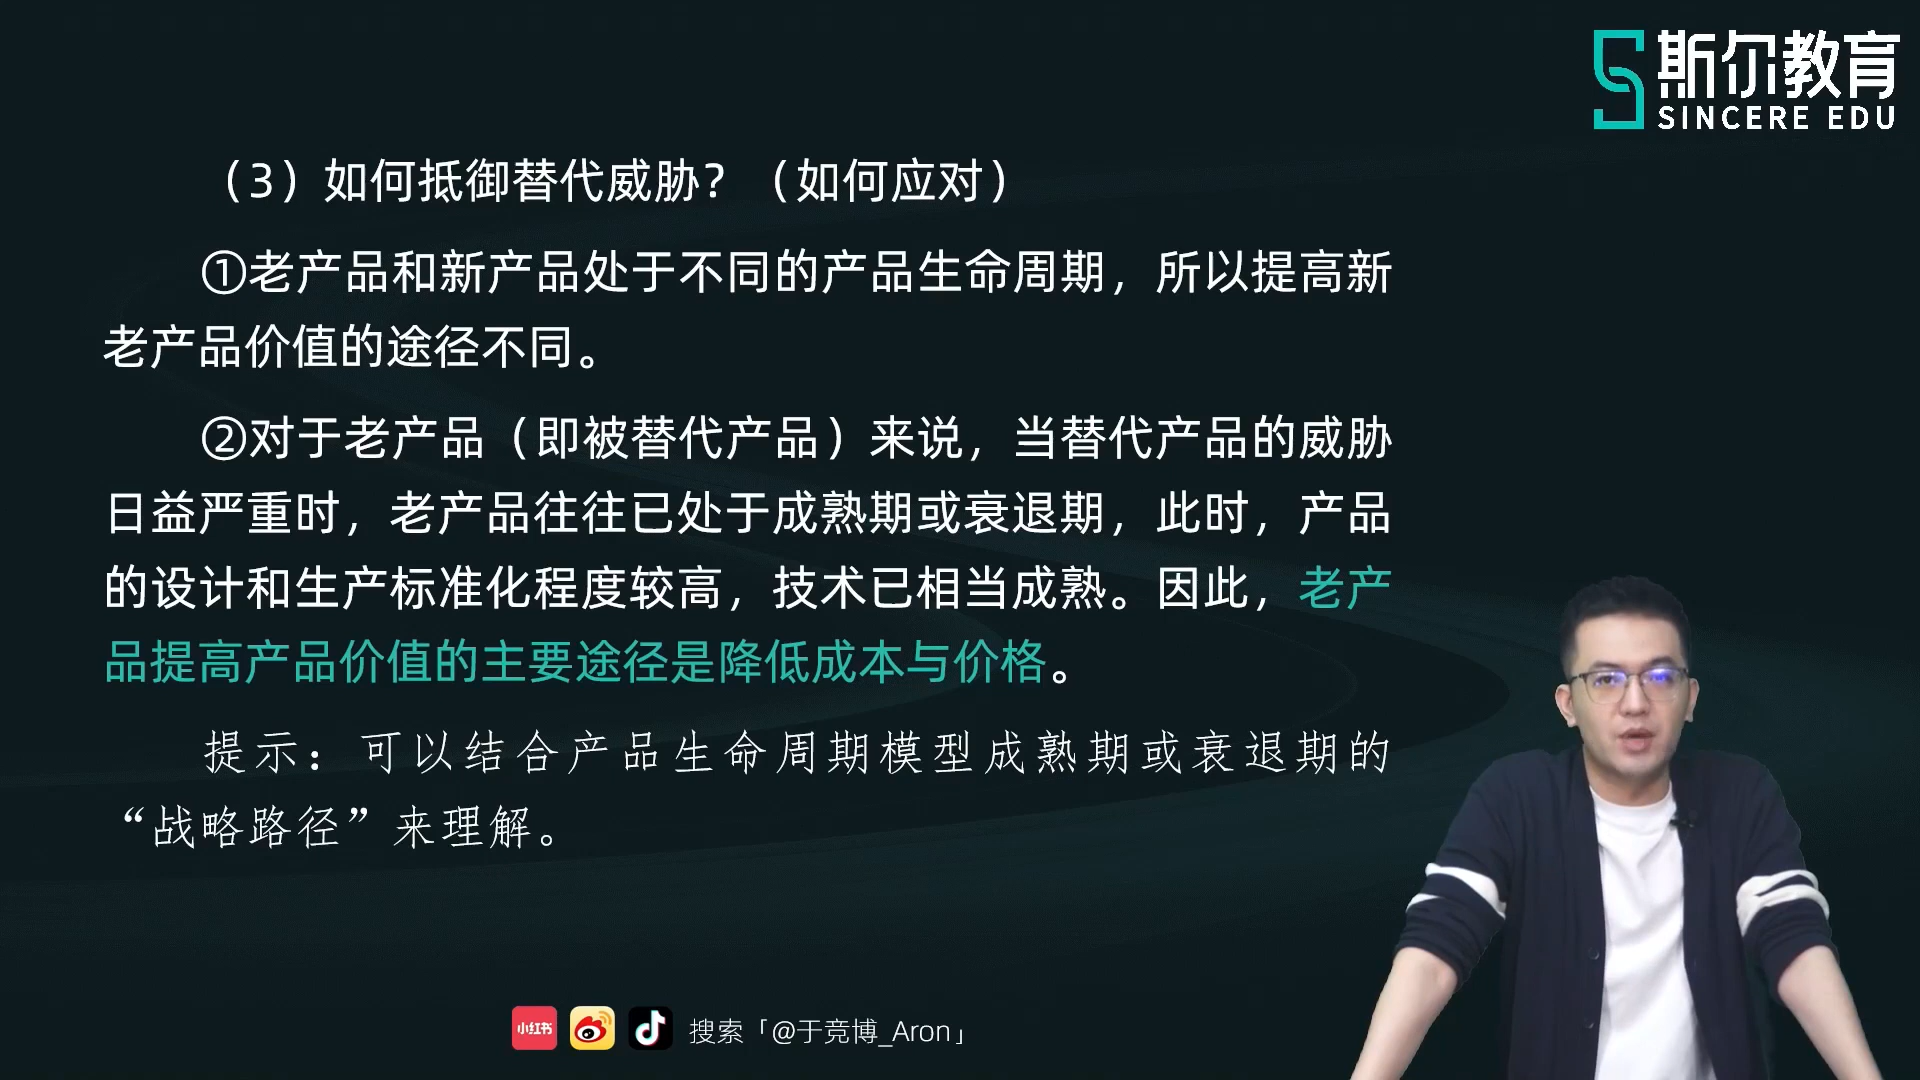 斯尔教育
SINCERE EDU
（3）如何抵御替代威胁？（如何应对）
①老产品和新产品处于不同的产品生命周期，所以提高新
老产品价值的途径不同。
②对于老产品（即被替代产品）来说，当替代产品的威胁
日益严重时，老产品往往已处于成熟期或衰退期，此时，产品
的设计和生产标准化程度较高，技术已相当成熟。因此，老产
品提高产品价值的主要途径是降低成本与价格。
提示：可以结合产品生命周期模型成熟期或衰退期的
“战略路径”来理解。
小红书
搜索「@于竞博_Aron」